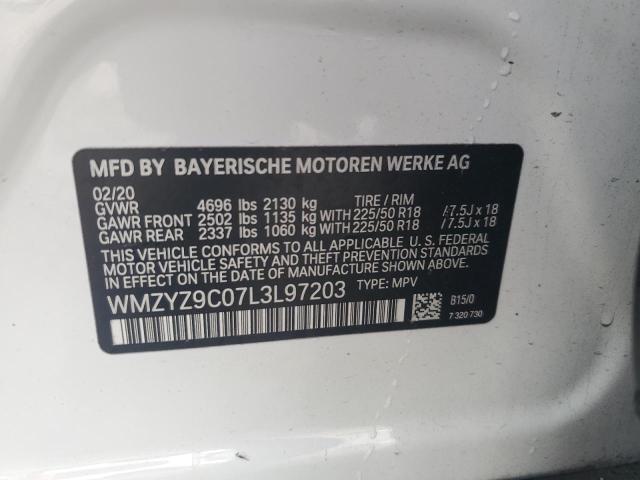 MFD BY BAYERISCHE MOTOREN WERKE AG
02/20
GVWR 4696 lbs 2130 kg TIRE / RIM
GAWR FRONT 2502 lbs 1135 kg WITH 225/50 R18 /7.5J x 18
GAWR REAR 2337 lbs 1060 kg WITH 225/50 R18 /7.5J x 18
THIS VEHICLE CONFORMS TO ALL APPLICABLE U. S. FEDERAL
MOTOR VEHICLE SAFETY AND THEFT PREVENTION STANDARDS
IN EFFECT ON THE DATE OF MANUFACTURE SHOWN ABOVE.
WMZYZ9C07L3L97203 TYPE: MPV
B15/0
7 320 730